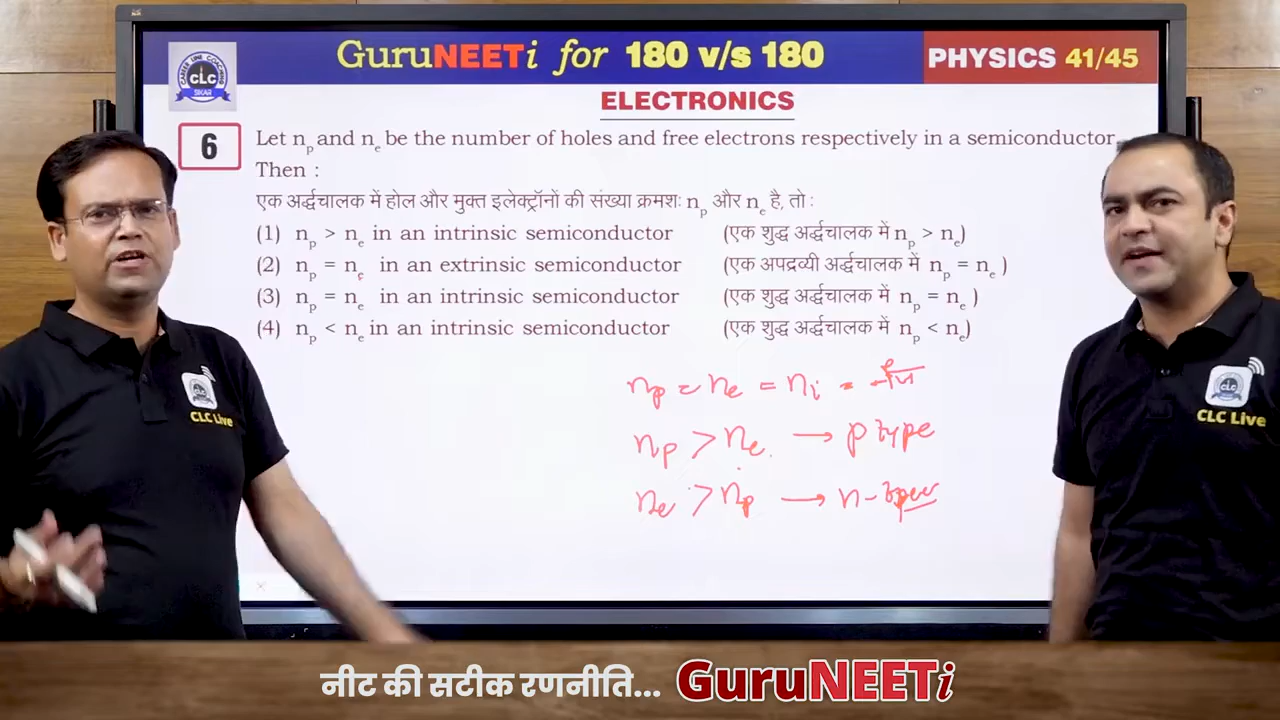 GuruNEETi for 180 v/s 180
PHYSICS 41/45
CLC
SIKAR
ELECTRONICS
6
Let np and ne be the number of holes and free electrons respectively in a semiconductor.
Then :
एक अर्द्धचालक में होल और मुक्त इलेक्ट्रॉनों की संख्या क्रमशः np और ne है, तो :
(1) np > ne in an intrinsic semiconductor (एक शुद्ध अर्द्धचालक में np > ne)
(2) np = ne in an extrinsic semiconductor (एक अपद्रव्यी अर्द्धचालक में np = ne )
(3) np = ne in an intrinsic semiconductor (एक शुद्ध अर्द्धचालक में np = ne )
(4) np < ne in an intrinsic semiconductor (एक शुद्ध अर्द्धचालक में np < ne)
np = ne = ni =
np > ne → p type
ne > np → n-type
CLC Live
CLC Live
नीट की सटीक रणनीति... GuruNEETi